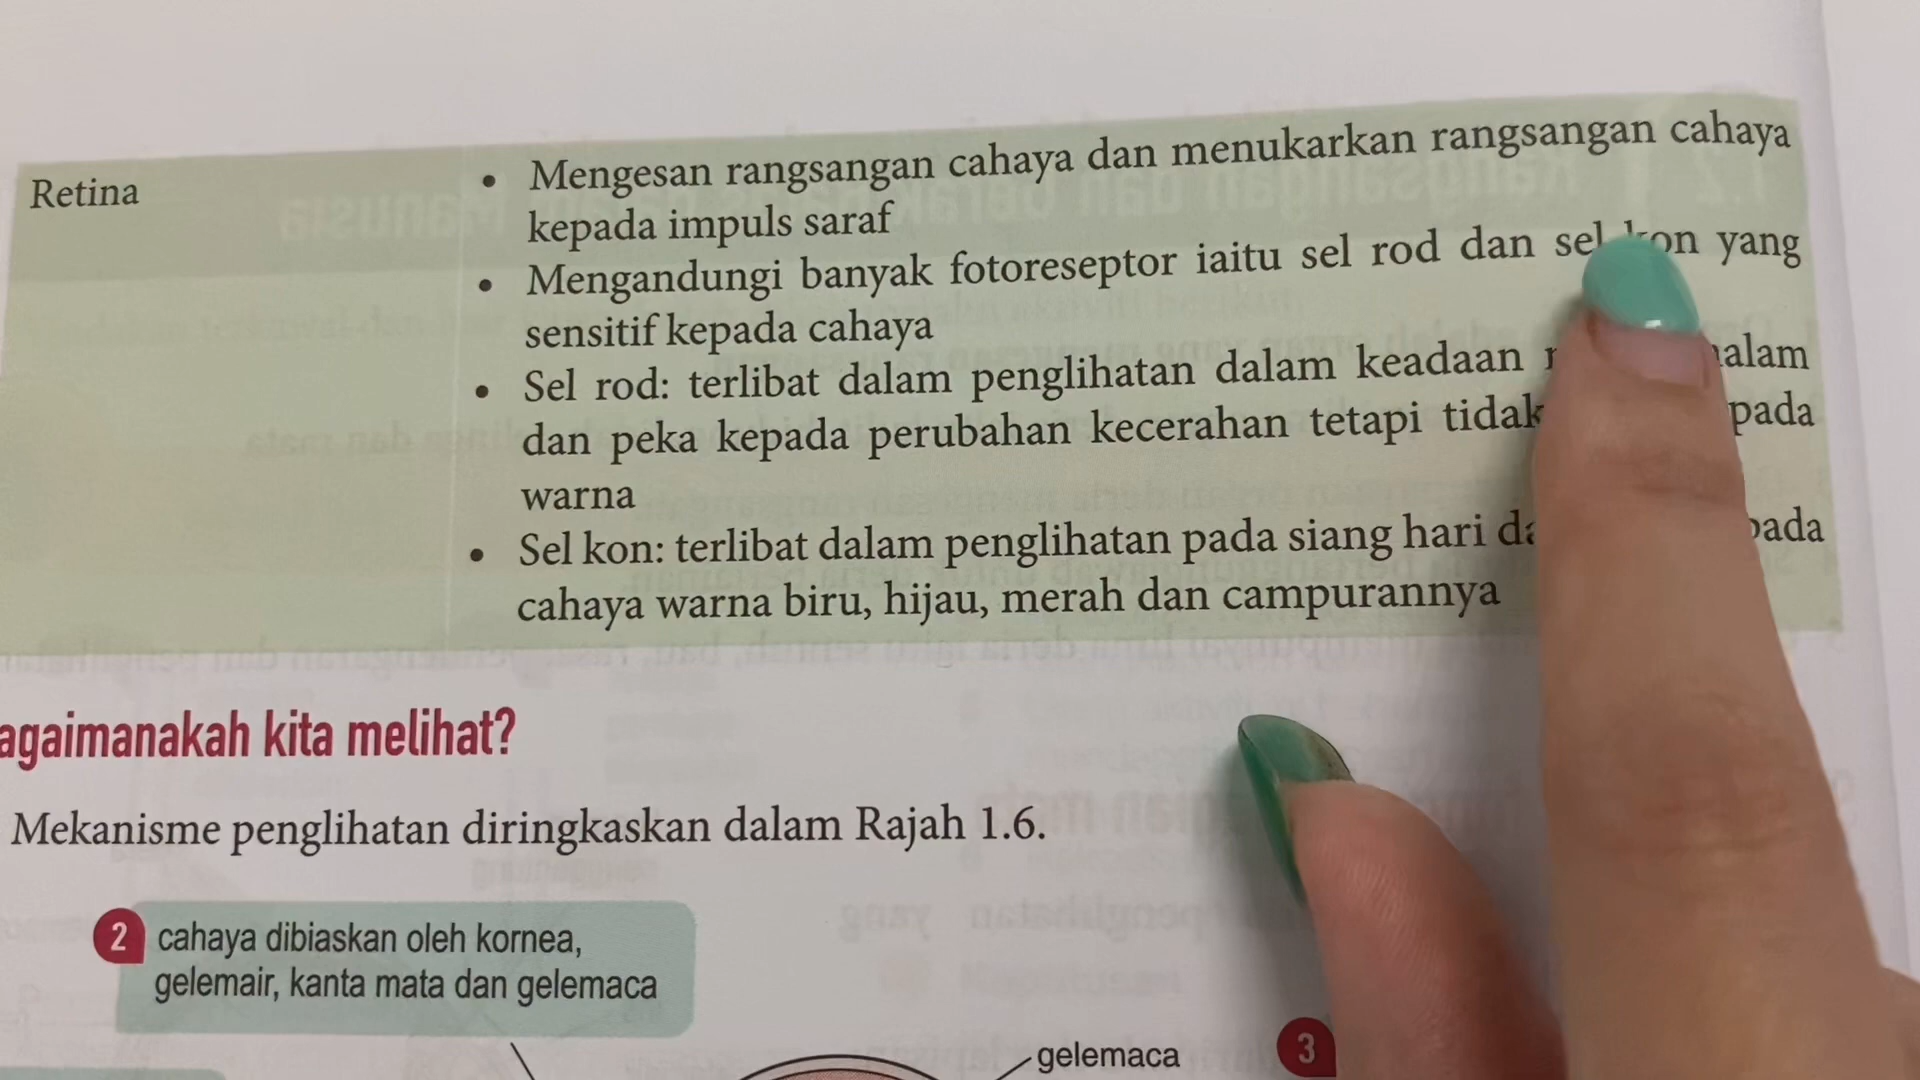 Retina
• Mengesan rangsangan cahaya dan menukarkan rangsangan cahaya
kepada impuls saraf
• Mengandungi banyak fotoreseptor iaitu sel rod dan sel kon yang
sensitif kepada cahaya
• Sel rod: terlibat dalam penglihatan dalam keadaan
dan peka kepada perubahan kecerahan tetapi tidak
warna
• Sel kon: terlibat dalam penglihatan pada siang hari
cahaya warna biru, hijau, merah dan campurannya
agaimanakah kita melihat?
Mekanisme penglihatan diringkaskan dalam Rajah 1.6.
2 cahaya dibiaskan oleh kornea,
gelemair, kanta mata dan gelemaca
gelemaca
3